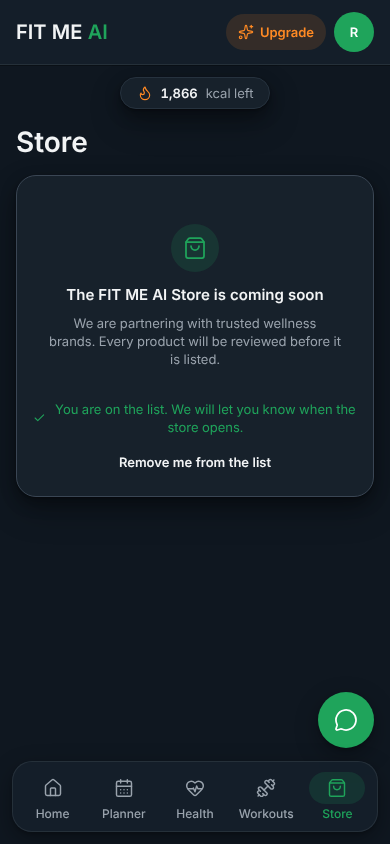 FIT ME AI
Upgrade
R
1,866 kcal left
Store
The FIT ME AI Store is coming soon
We are partnering with trusted wellness
brands. Every product will be reviewed before it
is listed.
You are on the list. We will let you know when the
store opens.
Remove me from the list
Home
Planner
Health
Workouts
Store